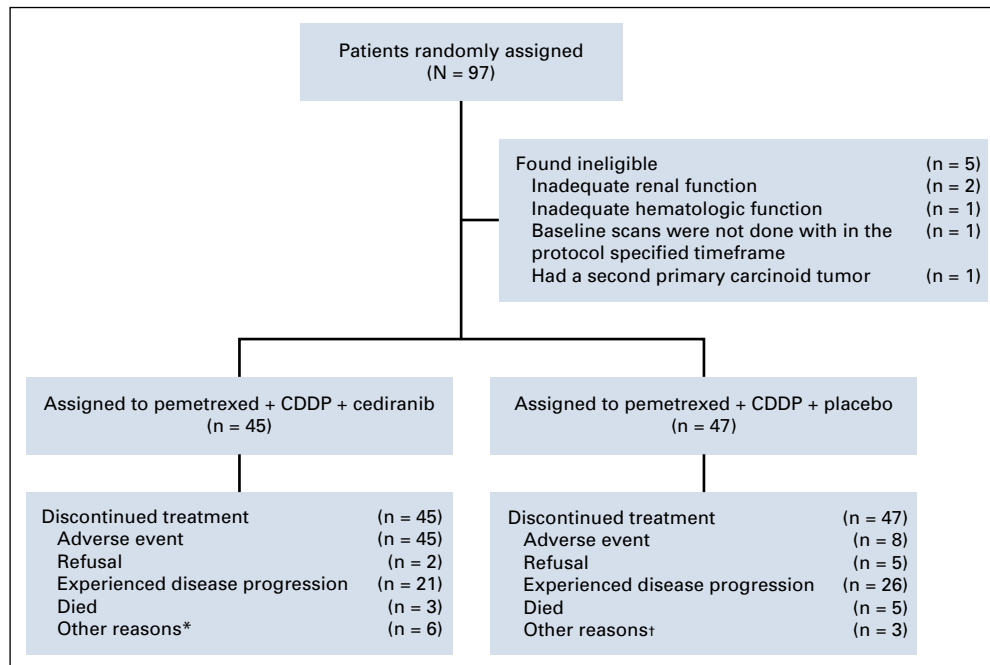 Patients randomly assigned
(N = 97)
Found ineligible (n = 5)
Inadequate renal function (n = 2)
Inadequate hematologic function (n = 1)
Baseline scans were not done with in the (n = 1)
protocol specified timeframe
Had a second primary carcinoid tumor (n = 1)
Assigned to pemetrexed + CDDP + cediranib
(n = 45)
Assigned to pemetrexed + CDDP + placebo
(n = 47)
Discontinued treatment (n = 45)
Adverse event (n = 45)
Refusal (n = 2)
Experienced disease progression (n = 21)
Died (n = 3)
Other reasons* (n = 6)
Discontinued treatment (n = 47)
Adverse event (n = 8)
Refusal (n = 5)
Experienced disease progression (n = 26)
Died (n = 5)
Other reasons† (n = 3)